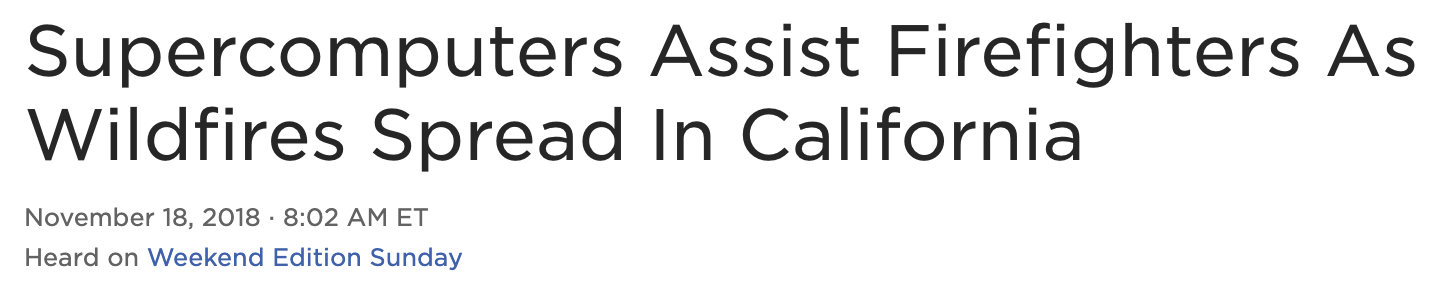 Supercomputers Assist Firefighters As
Wildfires Spread In California
November 18, 2018 · 8:02 AM ET
Heard on Weekend Edition Sunday